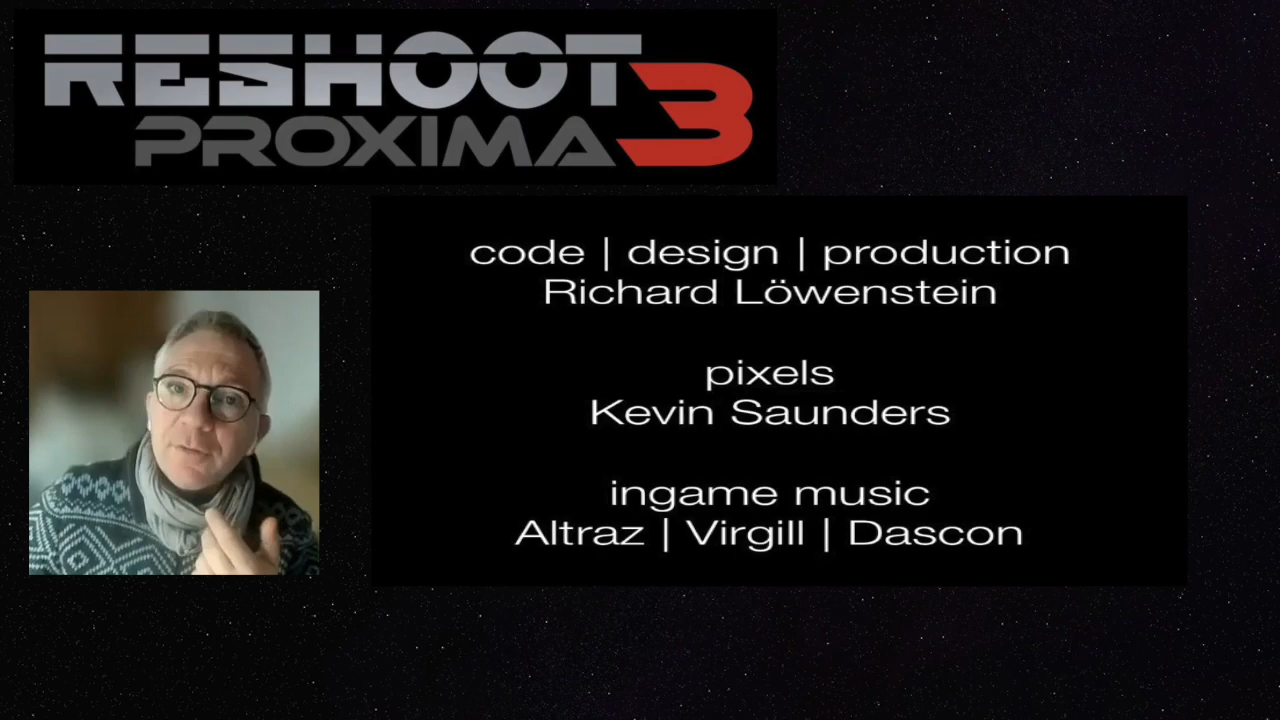 RESHOOT
PROXIMA 3
code | design | production
Richard Löwenstein
pixels
Kevin Saunders
ingame music
Altraz | Virgill | Dascon